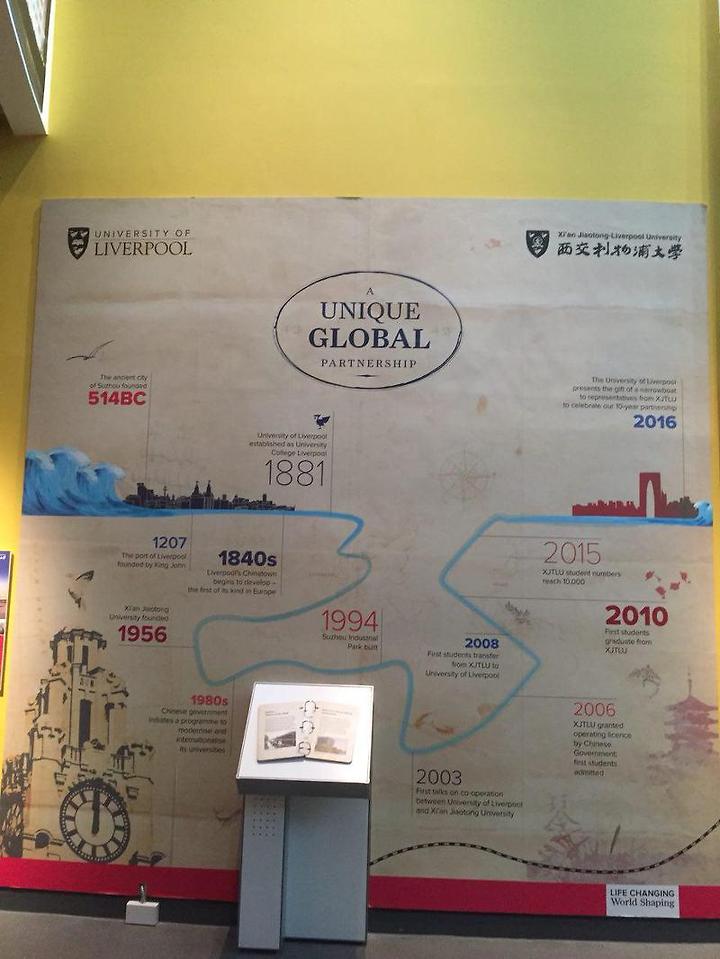 UNIVERSITY OF
LIVERPOOL
Xi'an Jiaotong-Liverpool University
西交利物浦大学
A
UNIQUE
GLOBAL
PARTNERSHIP
The ancient city
of Suzhou founded
514BC
University of Liverpool
established as University
College Liverpool
1881
The University of Liverpool
presents the gift of a narrowboat
to representatives from XJTLU
to celebrate our 10-year partnership
2016
1207
The port of Liverpool
founded by King John
1840s
Liverpool's Chinatown
begins to develop –
the first of its kind in Europe
2015
XJTLU student numbers
reach 10,000
Xi'an Jiaotong
University founded
1956
1994
Suzhou Industrial
Park built
2008
First students transfer
from XJTLU to
University of Liverpool
2010
First students
graduate from
XJTLU
1980s
Chinese government
initiates a programme to
modernise and
internationalise
its universities
2006
XJTLU granted
operating licence
by Chinese
Government;
first students
admitted
2003
First talks on co-operation
between University of Liverpool
and Xi'an Jiaotong University
LIFE CHANGING
World Shaping